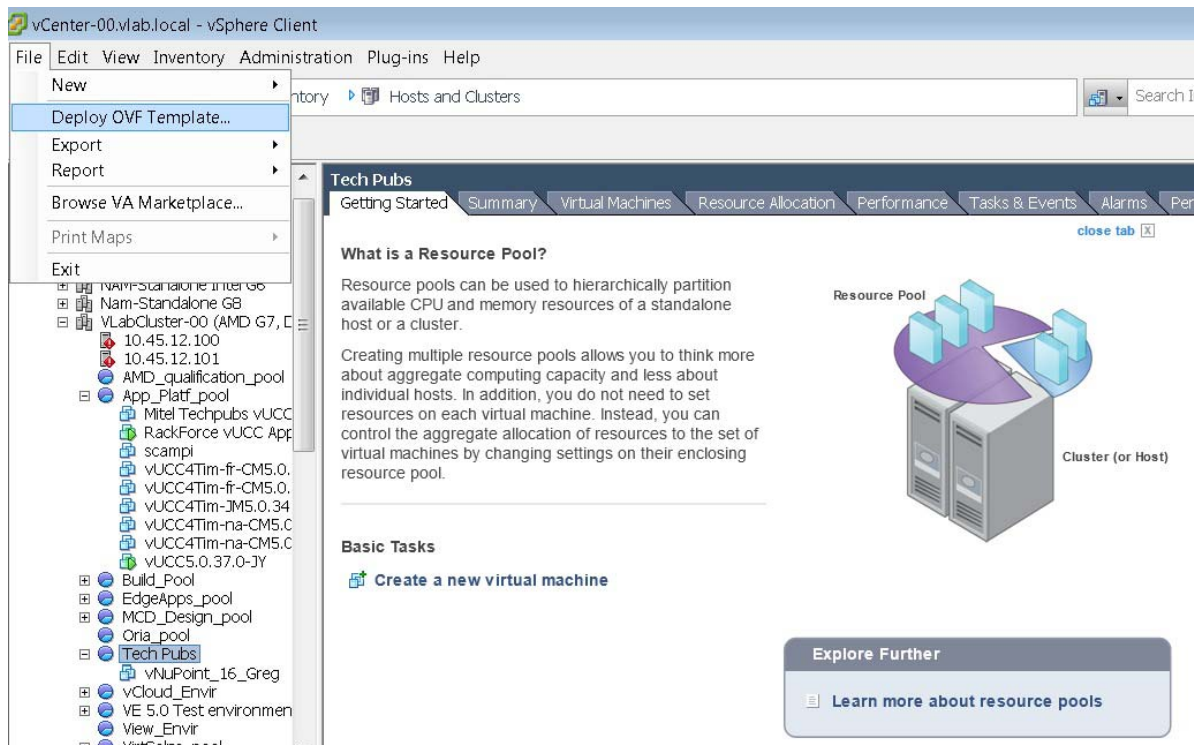 vCenter-00.vlab.local - vSphere Client
File Edit View Inventory Administration Plug-ins Help
New
Deploy OVF Template...
Export
Report
Browse VA Marketplace...
Print Maps
Exit
ntory Hosts and Clusters
Search I
NAM-Standalone Intel G6
Nam-Standalone G8
VLabCluster-00 (AMD G7, D
10.45.12.100
10.45.12.101
AMD_qualification_pool
App_Platf_pool
Mitel Techpubs vUCC
RackForce vUCC App
scampi
vUCC4Tim-fr-CM5.0.
vUCC4Tim-fr-CM5.0.
vUCC4Tim-JM5.0.34
vUCC4Tim-na-CM5.0
vUCC4Tim-na-CM5.0
vUCC5.0.37.0-JY
Build_Pool
EdgeApps_pool
MCD_Design_pool
Oria_pool
Tech Pubs
vNuPoint_16_Greg
vCloud_Envir
VE 5.0 Test environmen
View_Envir
Tech Pubs
Getting Started Summary Virtual Machines Resource Allocation Performance Tasks & Events Alarms Per
close tab X
What is a Resource Pool?
Resource pools can be used to hierarchically partition
available CPU and memory resources of a standalone
host or a cluster.
Creating multiple resource pools allows you to think more
about aggregate computing capacity and less about
individual hosts. In addition, you do not need to set
resources on each virtual machine. Instead, you can
control the aggregate allocation of resources to the set of
virtual machines by changing settings on their enclosing
resource pool.
Basic Tasks
Create a new virtual machine
Resource Pool
Cluster (or Host)
Explore Further
Learn more about resource pools